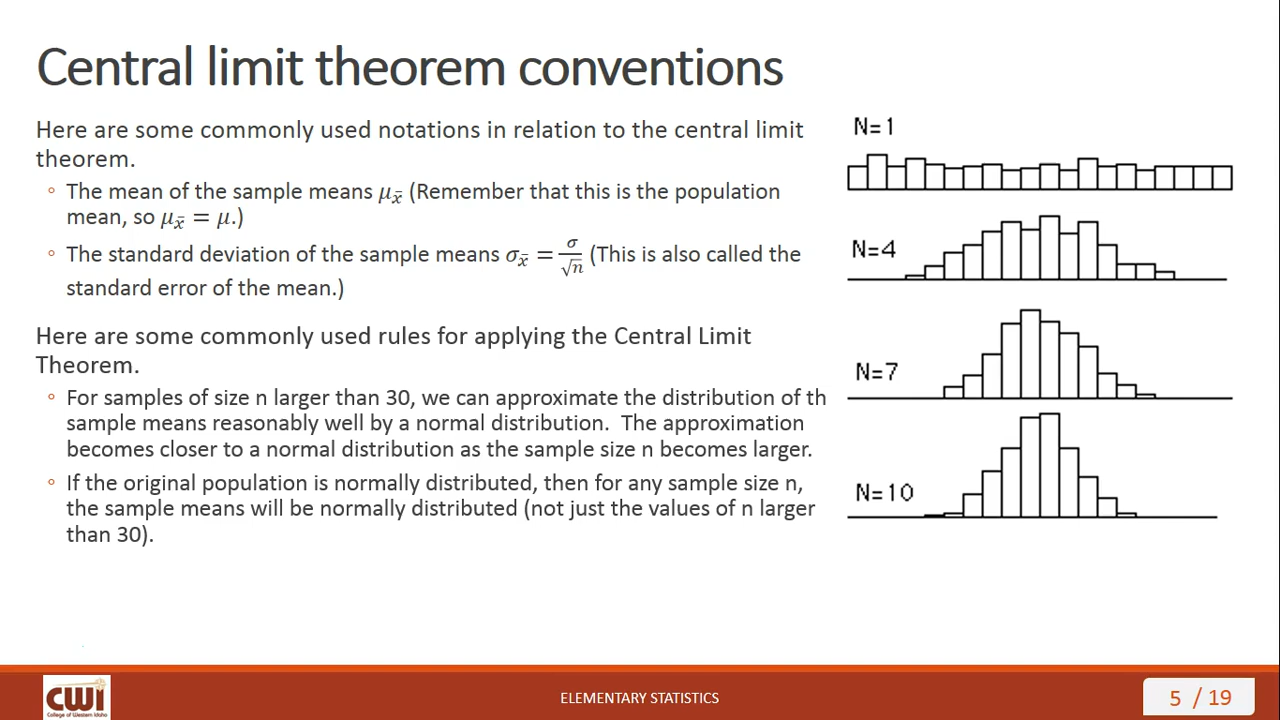 Central limit theorem conventions
Here are some commonly used notations in relation to the central limit
theorem.
◦ The mean of the sample means μx̄ (Remember that this is the population
mean, so μx̄ = μ.)
◦ The standard deviation of the sample means σx̄ = σ/√n (This is also called the
standard error of the mean.)
Here are some commonly used rules for applying the Central Limit
Theorem.
◦ For samples of size n larger than 30, we can approximate the distribution of th
sample means reasonably well by a normal distribution.  The approximation
becomes closer to a normal distribution as the sample size n becomes larger.
◦ If the original population is normally distributed, then for any sample size n,
the sample means will be normally distributed (not just the values of n larger
than 30).
N=1
N=4
N=7
N=10
CWI
College of Western Idaho
ELEMENTARY STATISTICS
5 / 19